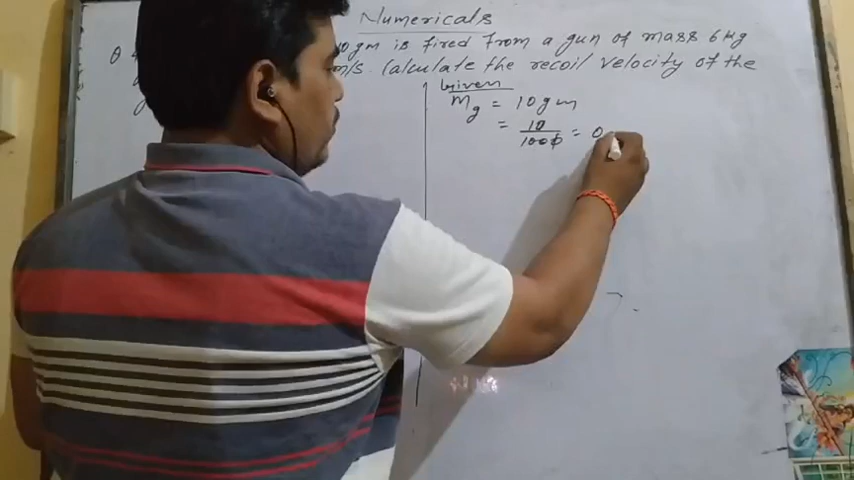 Numericals
Q 10 gm is fired from a gun of mass 6 kg
m/s. Calculate the recoil velocity of the
Given
Mg = 10 gm
= 10/1000 = 0